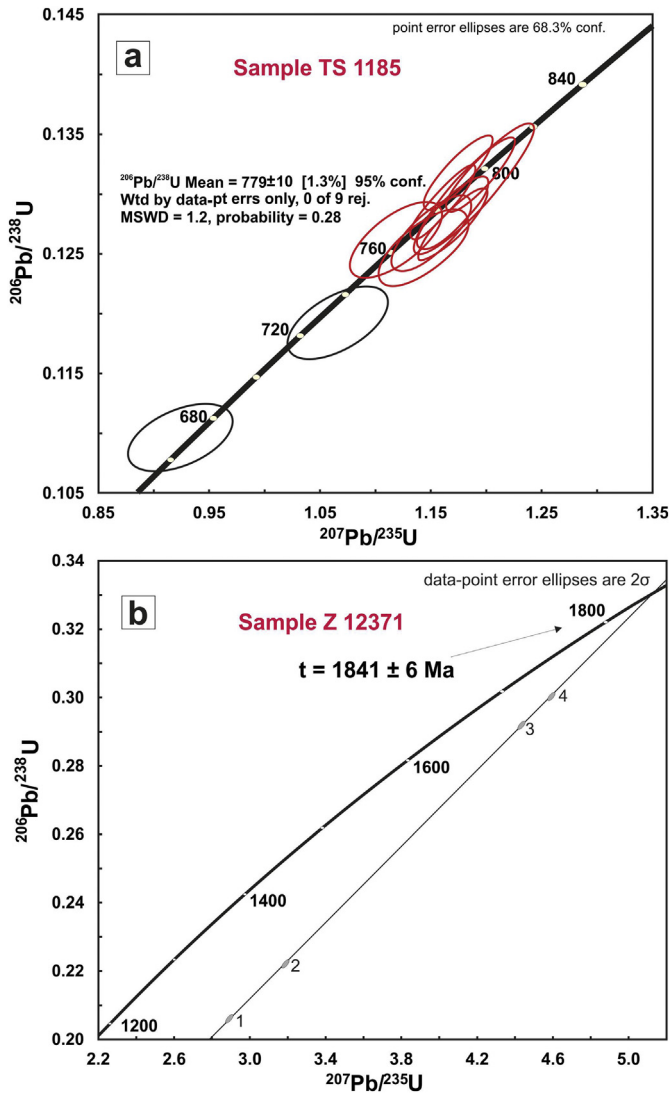 0.145
point error ellipses are 68.3% conf.
a
Sample TS 1185
840
0.135
²⁰⁶Pb/²³⁸U Mean = 779±10 [1.3%] 95% conf.
Wtd by data-pt errs only, 0 of 9 rej.
MSWD = 1.2, probability = 0.28
800
²⁰⁶Pb/²³⁸U
0.125
760
720
0.115
680
0.105
0.85
0.95
1.05
1.15
1.25
1.35
²⁰⁷Pb/²³⁵U
0.34
data-point error ellipses are 2σ
b
Sample Z 12371
1800
0.32
t = 1841 ± 6 Ma
0.30
4
3
²⁰⁶Pb/²³⁸U
0.28
1600
0.26
0.24
1400
0.22
2
1
1200
0.20
2.2
2.6
3.0
3.4
3.8
4.2
4.6
5.0
²⁰⁷Pb/²³⁵U